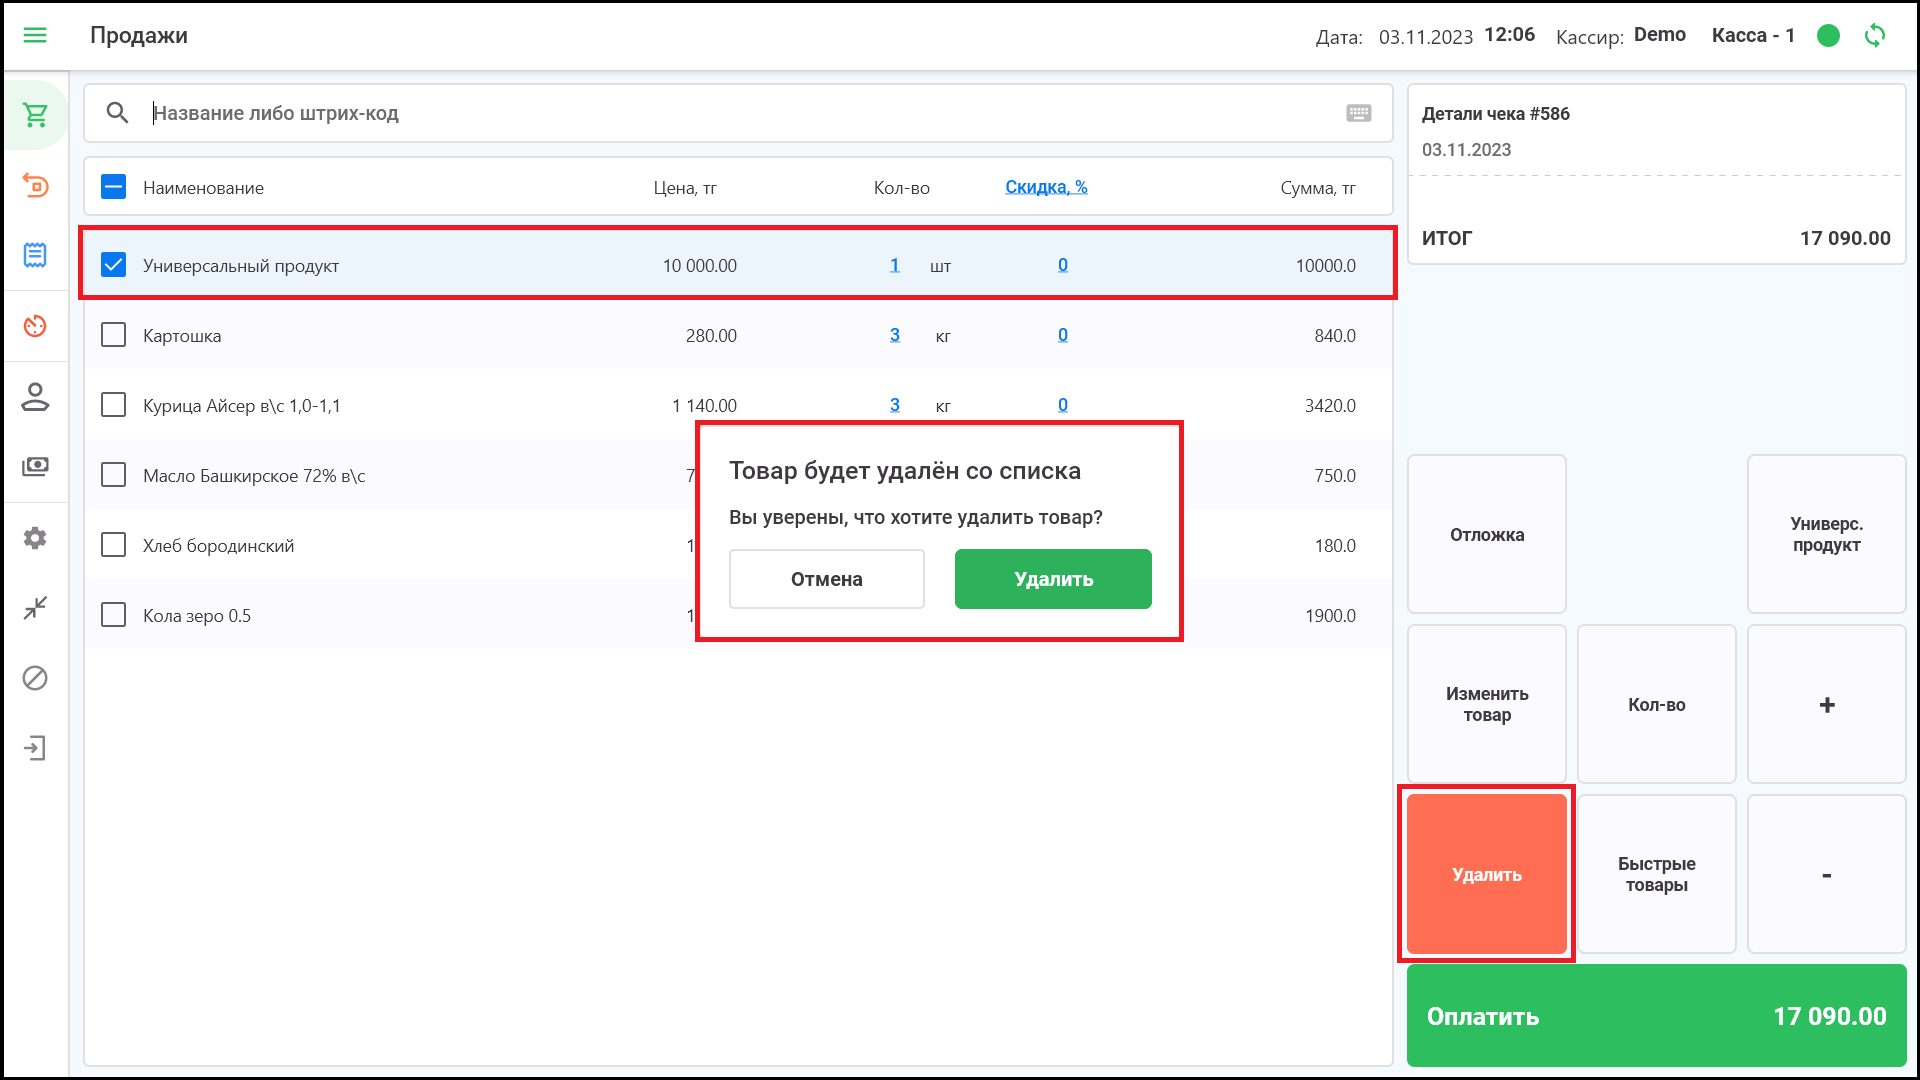 Продажи
Дата: 03.11.2023 12:06 Кассир: Demo Касса - 1
Название либо штрих-код
Наименование Цена, тг Кол-во Скидка, % Сумма, тг
Универсальный продукт 10 000.00 1 шт 0 10000.0
Картошка 280.00 3 кг 0 840.0
Курица Айсер в\с 1,0-1,1 1 140.00 3 кг 0 3420.0
Масло Башкирское 72% в\с 7 750.0
Хлеб бородинский 1 180.0
Кола зеро 0.5 1 1900.0
Товар будет удалён со списка
Вы уверены, что хотите удалить товар?
Отмена Удалить
Детали чека #586
03.11.2023
ИТОГ 17 090.00
Отложка
Универс.
продукт
Изменить
товар
Кол-во
+
Удалить
Быстрые
товары
-
Оплатить 17 090.00